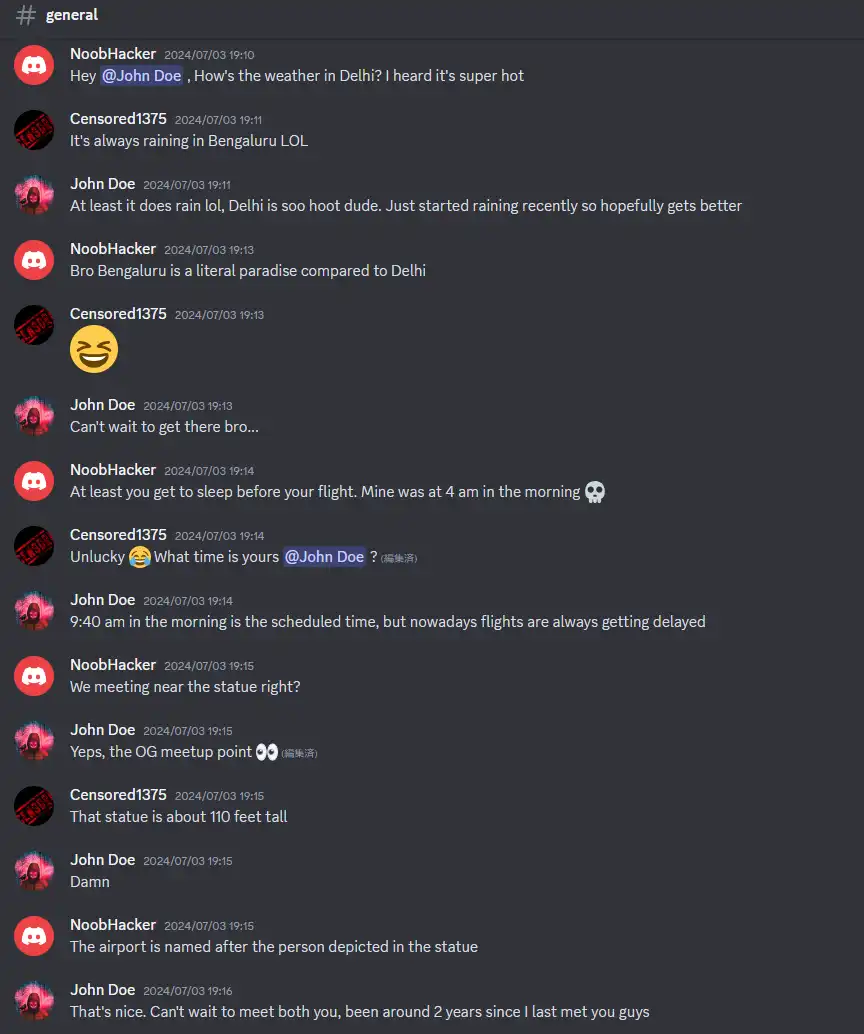 # general
NoobHacker 2024/07/03 19:10
Hey @John Doe , How's the weather in Delhi? I heard it's super hot
Censored1375 2024/07/03 19:11
It's always raining in Bengaluru LOL
John Doe 2024/07/03 19:11
At least it does rain lol, Delhi is soo hoot dude. Just started raining recently so hopefully gets better
NoobHacker 2024/07/03 19:13
Bro Bengaluru is a literal paradise compared to Delhi
Censored1375 2024/07/03 19:13
John Doe 2024/07/03 19:13
Can't wait to get there bro...
NoobHacker 2024/07/03 19:14
At least you get to sleep before your flight. Mine was at 4 am in the morning 💀
Censored1375 2024/07/03 19:14
Unlucky 😂 What time is yours @John Doe ? (編集済)
John Doe 2024/07/03 19:14
9:40 am in the morning is the scheduled time, but nowadays flights are always getting delayed
NoobHacker 2024/07/03 19:15
We meeting near the statue right?
John Doe 2024/07/03 19:15
Yeps, the OG meetup point 👀 (編集済)
Censored1375 2024/07/03 19:15
That statue is about 110 feet tall
John Doe 2024/07/03 19:15
Damn
NoobHacker 2024/07/03 19:15
The airport is named after the person depicted in the statue
John Doe 2024/07/03 19:16
That's nice. Can't wait to meet both you, been around 2 years since I last met you guys